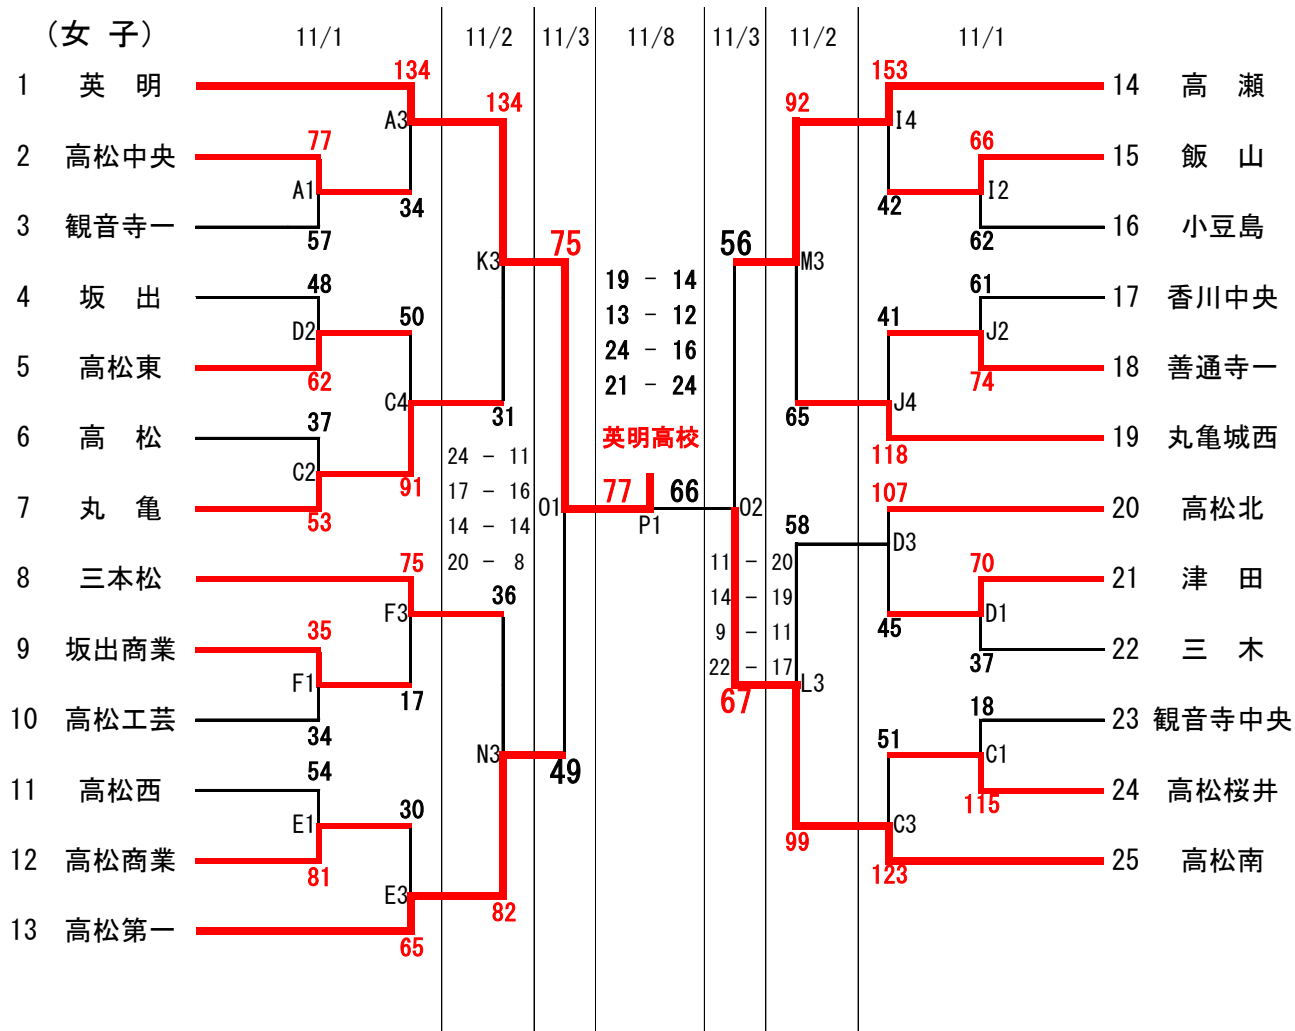 (女 子)
11/1 11/2 11/3 11/8 11/3 11/2 11/1
134 153
1 英 明 14 高 瀬
134 92
A3 I4
77 66
2 高松中央 15 飯 山
A1 I2
34 42
3 観音寺一 16 小豆島
57 62
75 56
K3 M3
19 - 14
48 61
4 坂 出 17 香川中央
13 - 12
50 41
D2 J2
24 - 16
5 高松東 18 善通寺一
62 74
21 - 24
C4 J4
31 65
37
6 高 松 19 丸亀城西
英明高校
24 - 11
118
C2
91
17 - 16
77 66
107
7 丸 亀 20 高松北
O1 O2
53
P1
14 - 14
58
D3
20 - 8
11 - 20
75 70
8 三本松 21 津 田
36
14 - 19
F3 D1
35 45
9 - 11
9 坂出商業 22 三 木
37
22 - 17
F1 L3
17 67
18
10 高松工芸 23 観音寺中央
34 51
N3 C1
49
54
11 高松西 24 高松桜井
115
30
E1 C3
99
12 高松商業 25 高松南
81 123
E3
82
13 高松第一
65